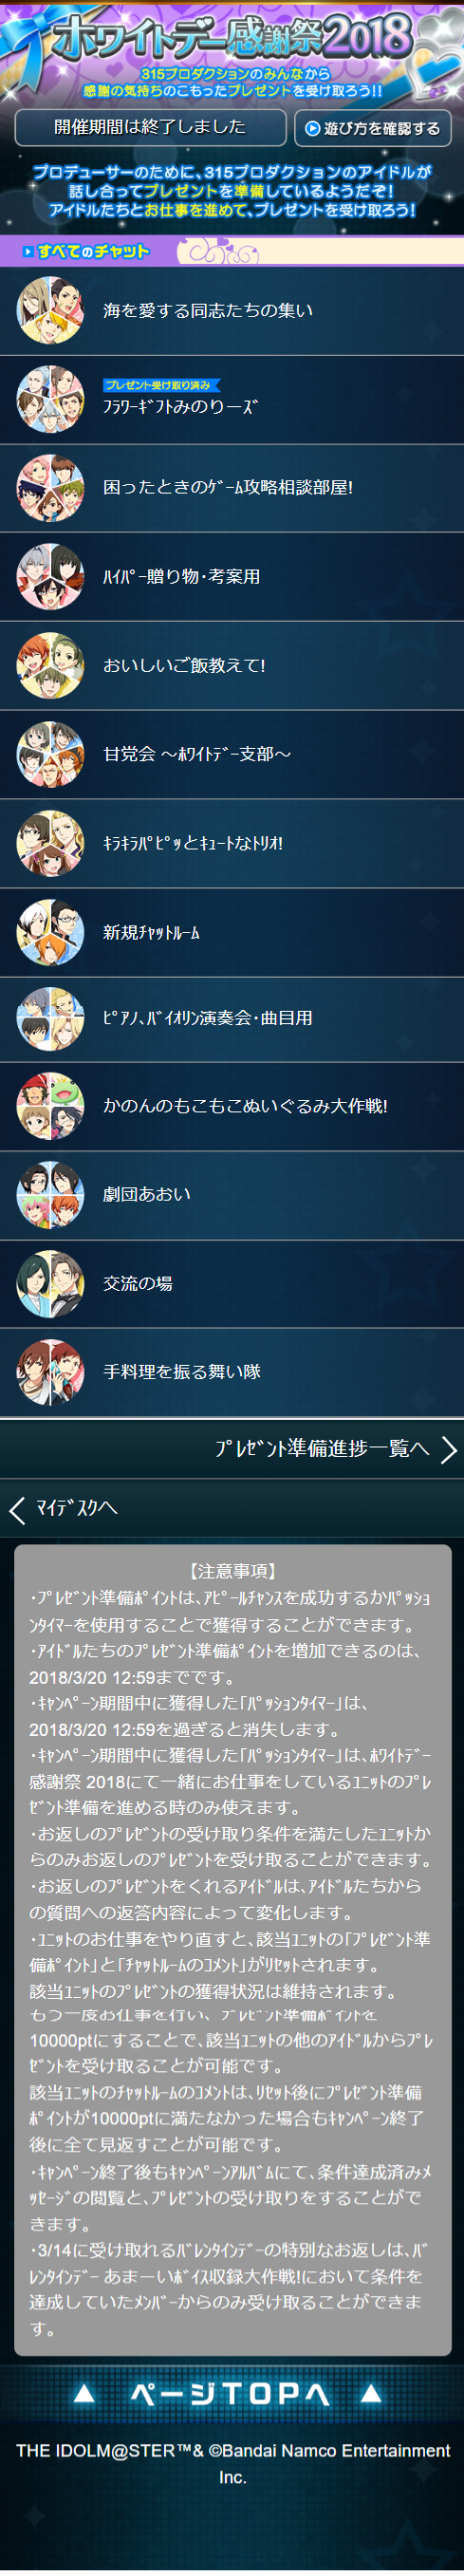 ホワイトデー感謝祭2018
315プロダクションのみんなから
感謝の気持ちのこもったプレゼントを受け取ろう!!
開催期間は終了しました
遊び方を確認する
プロデューサーのために、315プロダクションのアイドルが
話し合ってプレゼントを準備しているようだぞ!
アイドルたちとお仕事を進めて、プレゼントを受け取ろう!
すべてのチャット
海を愛する同志たちの集い
プレゼント受け取り済み
ﾌﾗﾜｰｷﾞﾌﾄみのりーズ
困ったときのｹﾞｰﾑ攻略相談部屋!
ﾊｲﾊﾟｰ贈り物･考案用
おいしいご飯教えて!
甘党会 ～ﾎﾜｲﾄﾃﾞｰ支部～
ｷﾗｷﾗﾊﾟﾋﾟｯとｷｭｰﾄなﾄﾘｵ!
新規ﾁｬｯﾄﾙｰﾑ
ﾋﾟｱﾉ､ﾊﾞｲｵﾘﾝ演奏会･曲目用
かのんのもこもこぬいぐるみ大作戦!
劇団あおい
交流の場
手料理を振る舞い隊
ﾌﾟﾚｾﾞﾝﾄ準備進捗一覧へ
ﾏｲﾃﾞｽｸへ
【注意事項】
･ﾌﾟﾚｾﾞﾝﾄ準備ﾎﾟｲﾝﾄは､ｱﾋﾟｰﾙﾁｬﾝｽを成功するかﾊﾟｯｼｮ
ﾝﾀｲﾏｰを使用することで獲得することができます｡
･ｱｲﾄﾞﾙたちのﾌﾟﾚｾﾞﾝﾄ準備ﾎﾟｲﾝﾄを増加できるのは､
2018/3/20 12:59までです｡
･ｷｬﾝﾍﾟｰﾝ期間中に獲得した｢ﾊﾟｯｼｮﾝﾀｲﾏｰ｣は､
2018/3/20 12:59を過ぎると消失します｡
･ｷｬﾝﾍﾟｰﾝ期間中に獲得した｢ﾊﾟｯｼｮﾝﾀｲﾏｰ｣は､ﾎﾜｲﾄﾃﾞｰ
感謝祭 2018にて一緒にお仕事をしているﾕﾆｯﾄのﾌﾟﾚ
ｾﾞﾝﾄ準備を進める時のみ使えます｡
･お返しのﾌﾟﾚｾﾞﾝﾄの受け取り条件を満たしたﾕﾆｯﾄか
らのみお返しのﾌﾟﾚｾﾞﾝﾄを受け取ることができます｡
･お返しのﾌﾟﾚｾﾞﾝﾄをくれるｱｲﾄﾞﾙは､ｱｲﾄﾞﾙたちから
の質問への返答内容によって変化します｡
･ﾕﾆｯﾄのお仕事をやり直すと､該当ﾕﾆｯﾄの｢ﾌﾟﾚｾﾞﾝﾄ準
備ﾎﾟｲﾝﾄ｣と｢ﾁｬｯﾄﾙｰﾑのｺﾒﾝﾄ｣がﾘｾｯﾄされます｡
該当ﾕﾆｯﾄのﾌﾟﾚｾﾞﾝﾄの獲得状況は維持されます｡
もう一度お仕事を行い､ﾌﾟﾚｾﾞﾝﾄ準備ﾎﾟｲﾝﾄを
10000ptにすることで､該当ﾕﾆｯﾄの他のｱｲﾄﾞﾙからﾌﾟﾚ
ｾﾞﾝﾄを受け取ることが可能です｡
該当ﾕﾆｯﾄのﾁｬｯﾄﾙｰﾑのｺﾒﾝﾄは､ﾘｾｯﾄ後にﾌﾟﾚｾﾞﾝﾄ準備
ﾎﾟｲﾝﾄが10000ptに満たなかった場合もｷｬﾝﾍﾟｰﾝ終了
後に全て見返すことが可能です｡
･ｷｬﾝﾍﾟｰﾝ終了後もｷｬﾝﾍﾟｰﾝｱﾙﾊﾞﾑにて､条件達成済みﾒ
ｯｾｰｼﾞの閲覧と､ﾌﾟﾚｾﾞﾝﾄの受け取りをすることがで
きます｡
･3/14に受け取れるﾊﾞﾚﾝﾀｲﾝﾃﾞｰの特別なお返しは､ﾊﾞ
ﾚﾝﾀｲﾝﾃﾞｰ あまーいﾎﾞｲｽ収録大作戦!において条件を
達成していたﾒﾝﾊﾞｰからのみ受け取ることができま
す｡
▲ ページTOPへ ▲
THE IDOLM@STER™& ©Bandai Namco Entertainment
Inc.